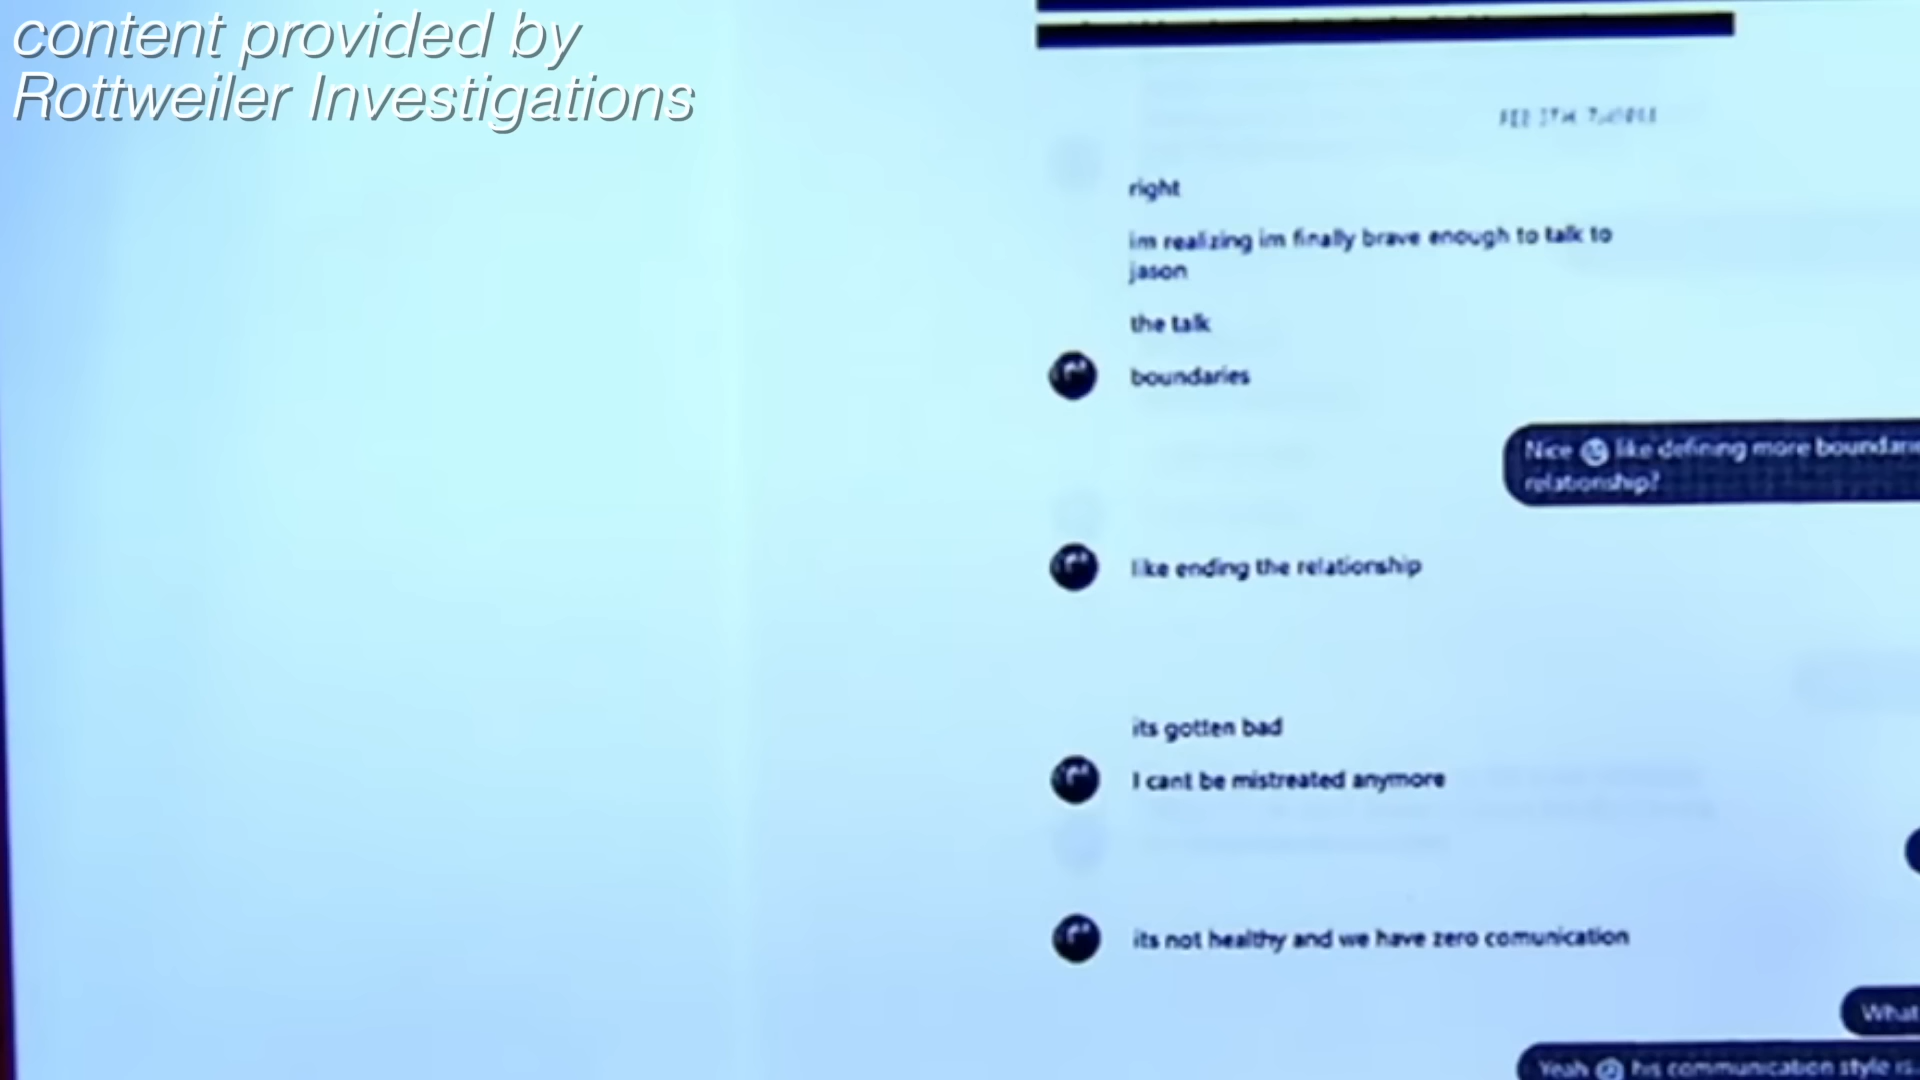 content provided by
Rottweiler Investigations
right
im realizing im finally brave enough to talk to
jason
the talk
boundaries
Nice like defining more
relationship?
like ending the relationship
its gotten bad
I cant be mistreated anymore
its not healthy and we have zero comunication
What
Yeah his communication style is